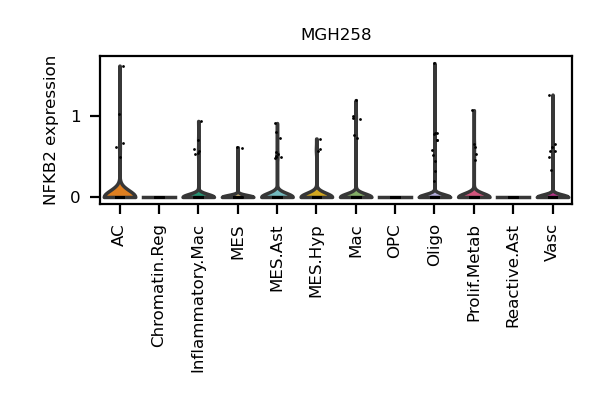 MGH258
NFKB2 expression
1
0
AC
Chromatin.Reg
Inflammatory.Mac
MES
MES.Ast
MES.Hyp
Mac
OPC
Oligo
Prolif.Metab
Reactive.Ast
Vasc